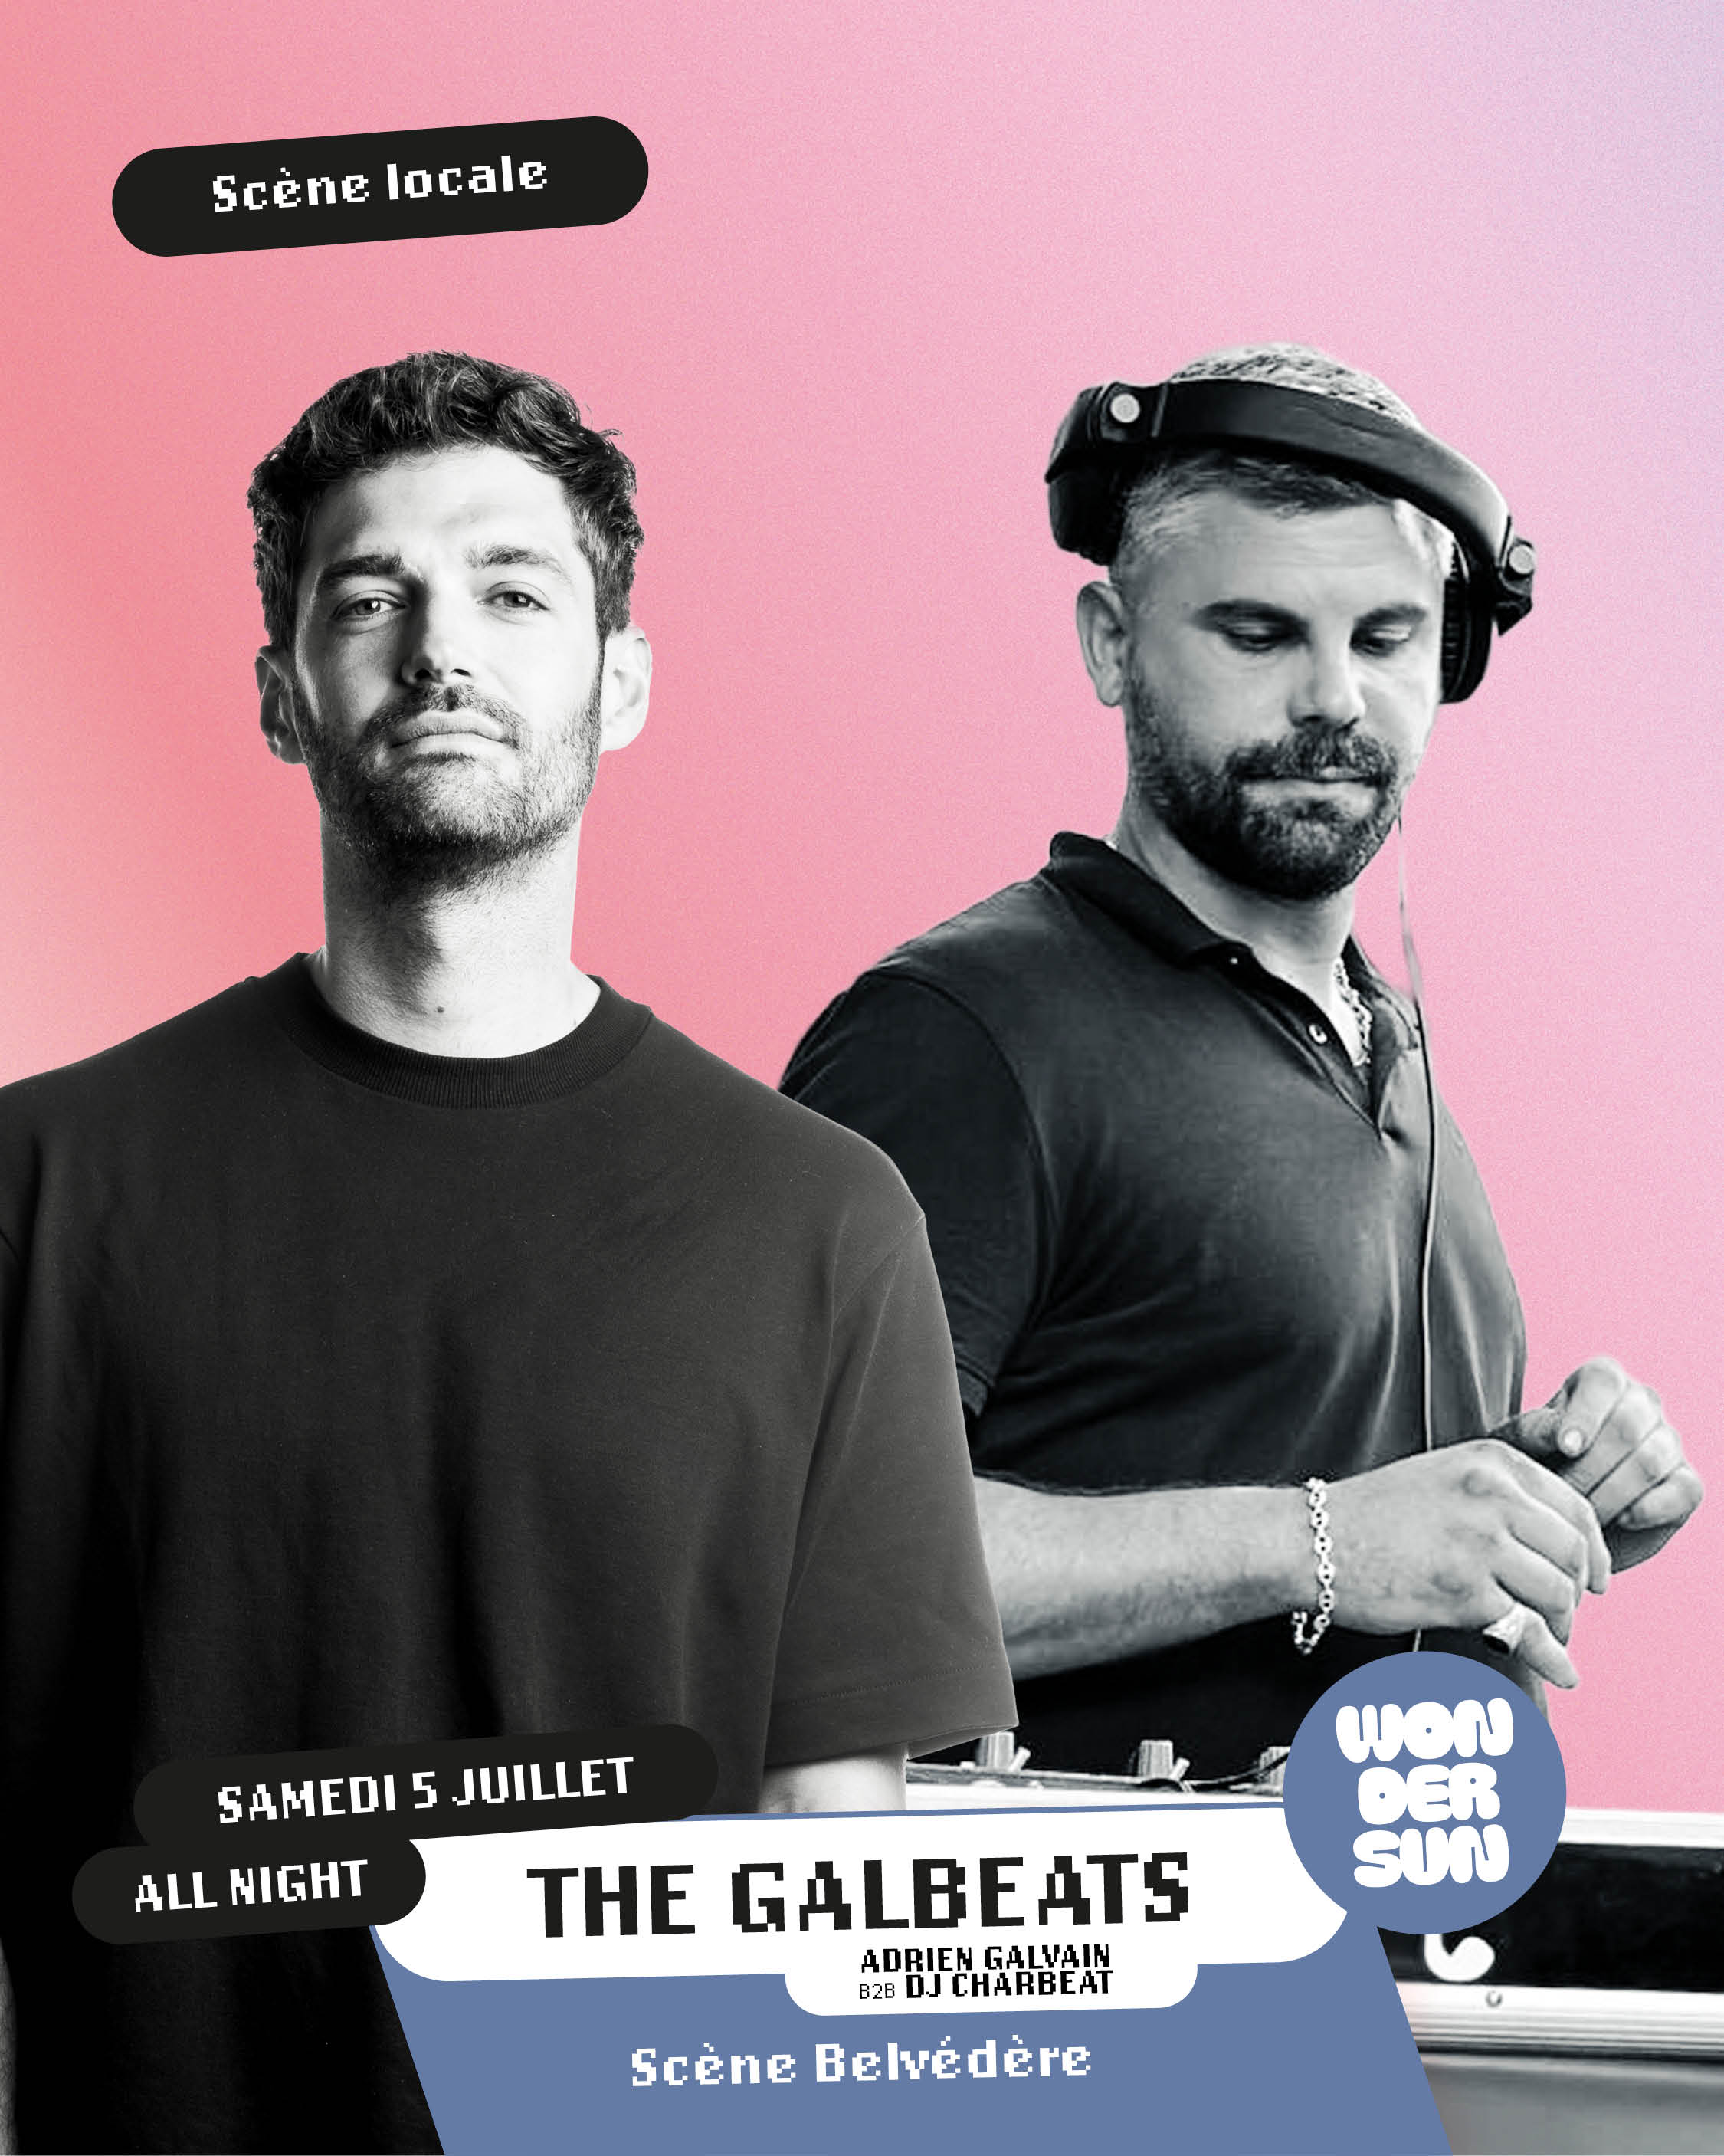 Scène locale
SAMEDI 5 JUILLET
ALL NIGHT
THE GALBEATS
ADRIEN GALVAIN
B2B DJ CHARBEAT
Scène Belvédère
WON
DER
SUN